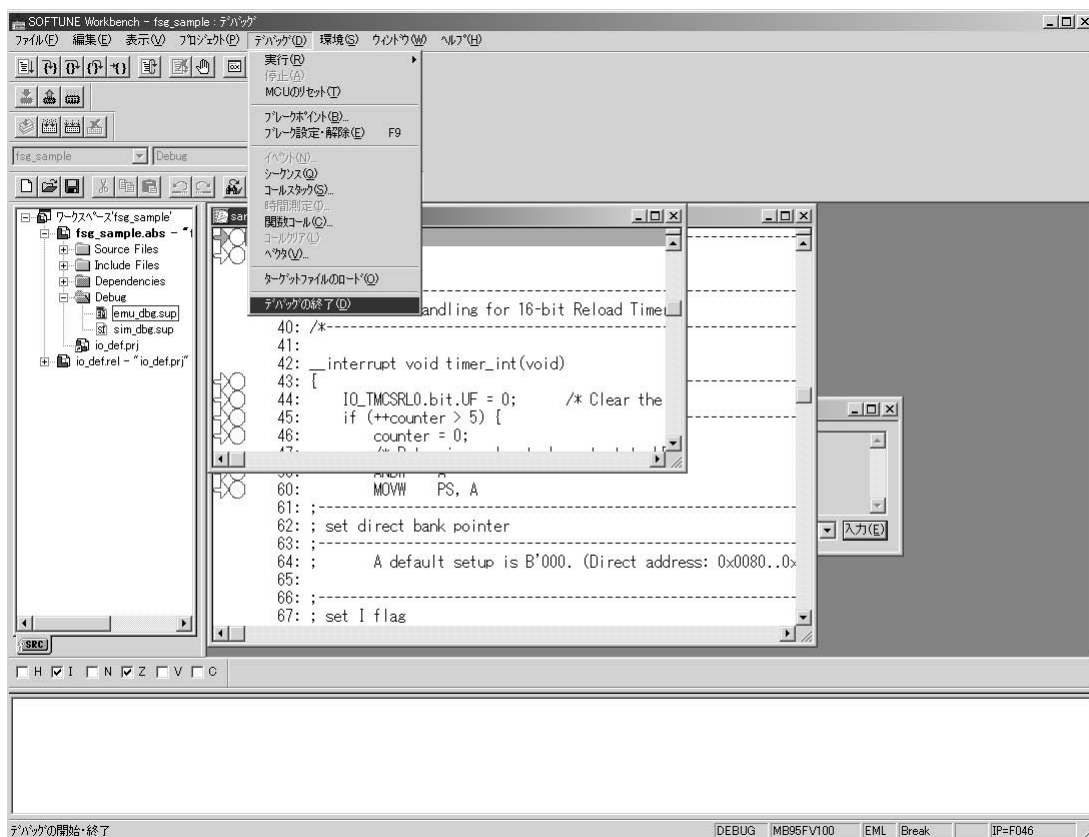 SOFTUNE Workbench - fsg_sample : ﾃﾞﾊﾞｯｸﾞ
ﾌｧｲﾙ(F) 編集(E) 表示(V) ﾌﾟﾛｼﾞｪｸﾄ(P) ﾃﾞﾊﾞｯｸﾞ(D) 環境(S) ｳｨﾝﾄﾞｳ(W) ﾍﾙﾌﾟ(H)
実行(R)
停止(A)
MCUのﾘｾｯﾄ(T)
ﾌﾞﾚｰｸﾎﾟｲﾝﾄ(B)...
ﾌﾞﾚｰｸ設定・解除(E) F9
ｲﾍﾞﾝﾄ(N)...
ｼｰｹﾝｽ(Q)
ｺｰﾙｽﾀｯｸ(S)...
時間測定(I)...
関数ｺｰﾙ(C)...
ｺｰﾙｸﾘｱ(L)
ﾍﾞｸﾀ(V)...
ﾀｰｹﾞｯﾄﾌｧｲﾙのﾛｰﾄﾞ(O)
ﾃﾞﾊﾞｯｸﾞの終了(D)
fsg_sample Debug
ﾜｰｸｽﾍﾟｰｽ'fsg_sample'
fsg_sample.abs - "f
Source Files
Include Files
Dependencies
Debug
emu_dbg.sup
sim_dbg.sup
io_def.prj
io_def.rel - "io_def.prj"
SRC
sam
andling for 16-bit Reload Time
40: /*------------------------------------------------
41:
42: __interrupt void timer_int(void)
43: {
44: IO_TMCSRL0.bit.UF = 0; /* Clear the
45: if (++counter > 5) {
46: counter = 0;
60: MOVW PS, A
61: ;------------------------------------------------
62: ; set direct bank pointer
63: ;------------------------------------------------
64: ; A default setup is B'000. (Direct address: 0x0080..0x
65:
66: ;------------------------------------------------
67: ; set I flag
入力(E)
H I N Z V C
ﾃﾞﾊﾞｯｸﾞの開始・終了
DEBUG MB95FV100 EML Break IP=F046